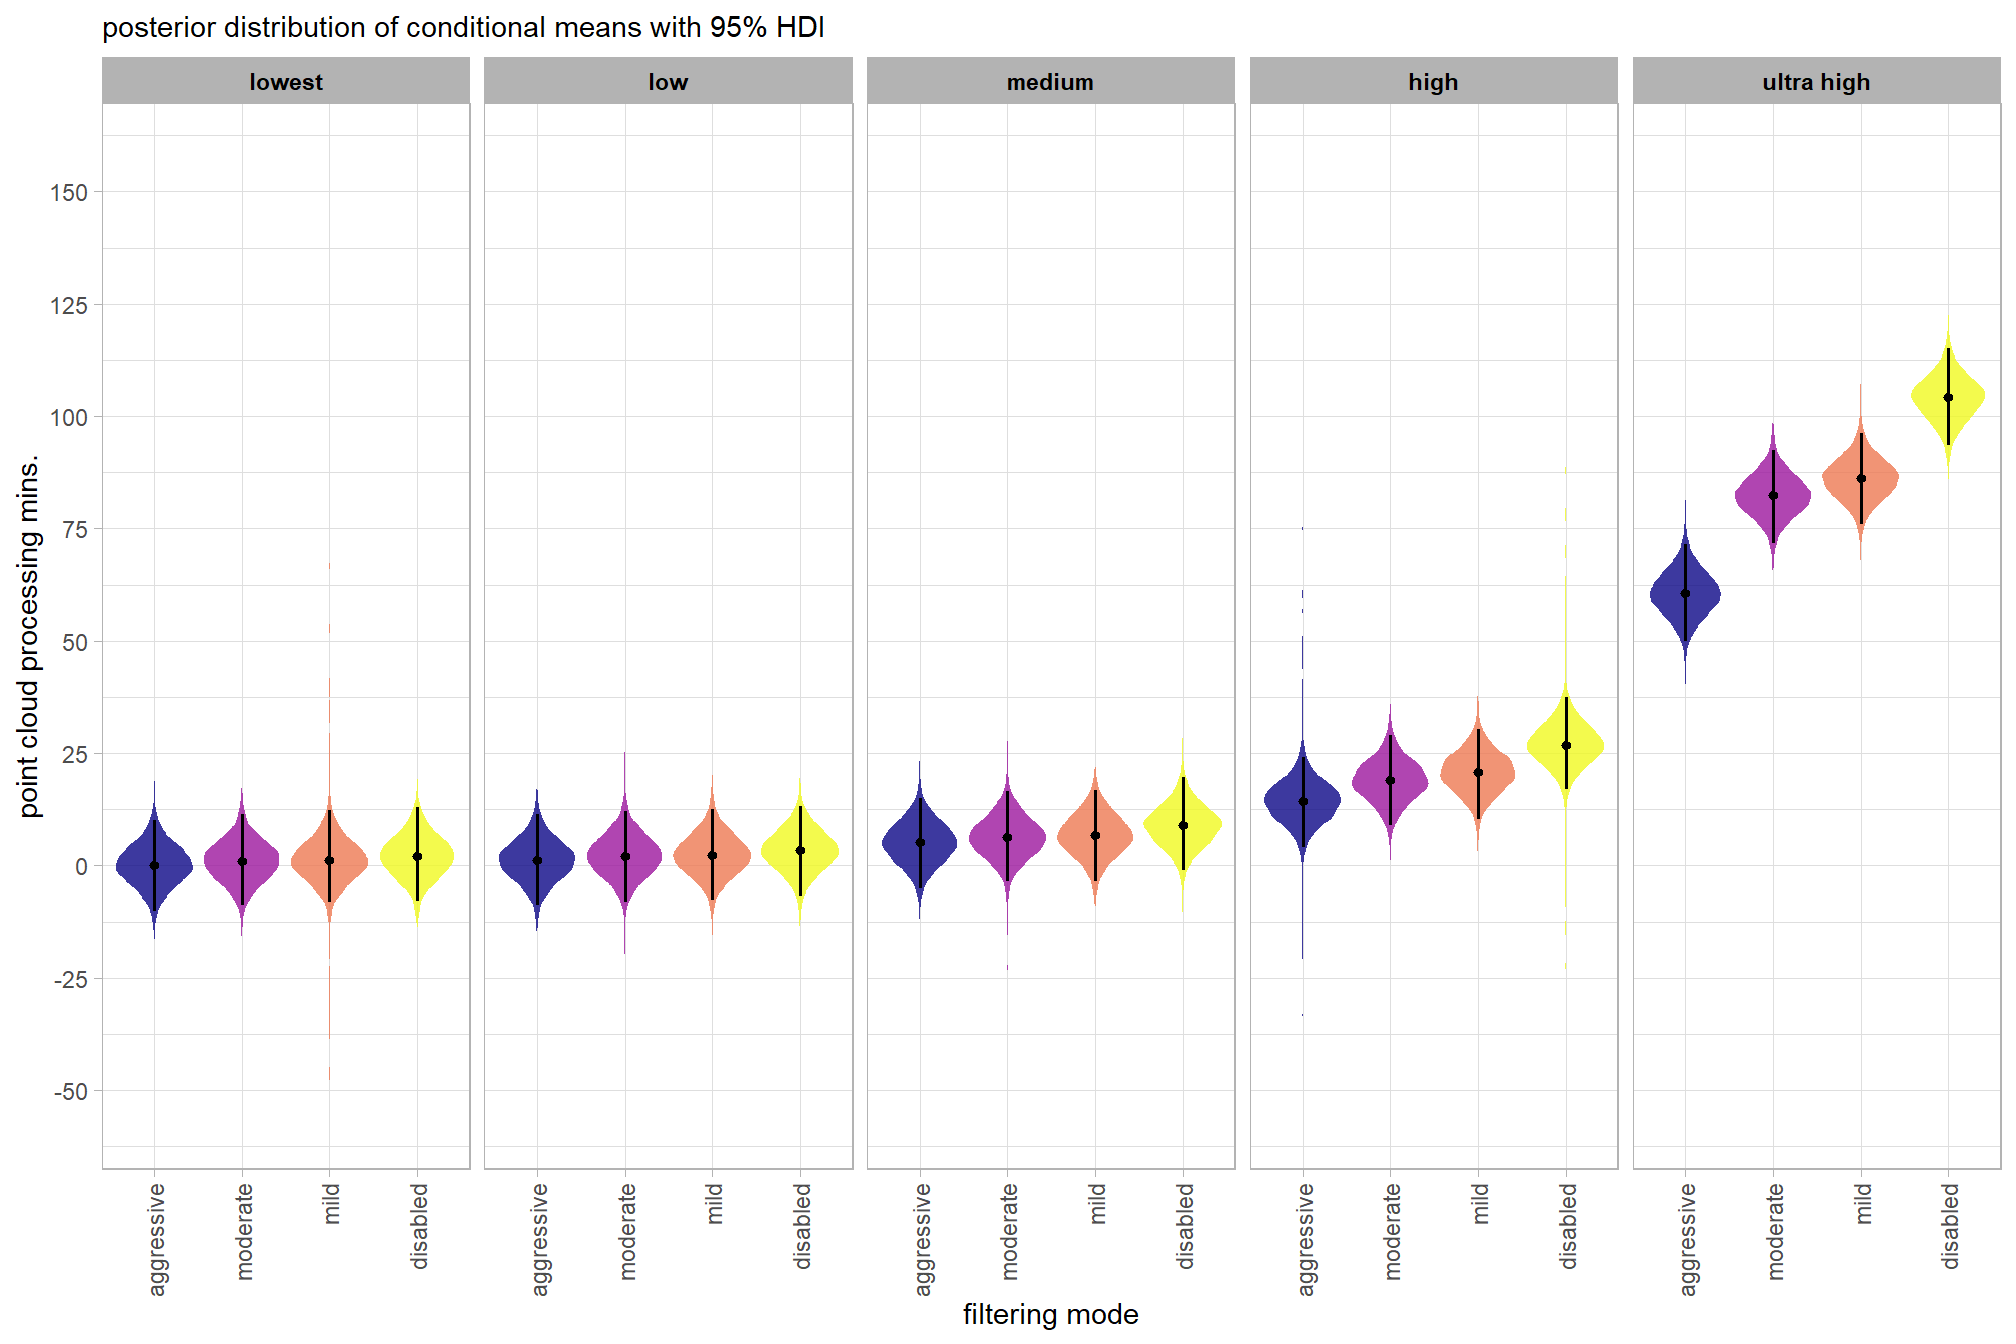 posterior distribution of conditional means with 95% HDI
lowest
low
medium
high
ultra high
point cloud processing mins.
150
125
100
75
50
25
0
-25
-50
aggressive
moderate
mild
disabled
aggressive
moderate
mild
disabled
aggressive
moderate
mild
disabled
aggressive
moderate
mild
disabled
aggressive
moderate
mild
disabled
filtering mode